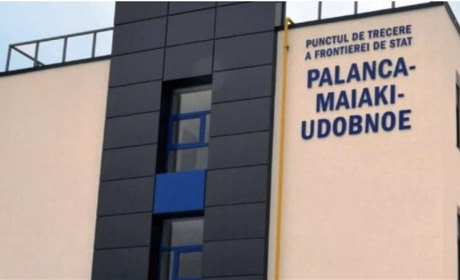 PUNCTUL DE TRECERE
A FRONTIEREI DE STAT
PALANCA-
MAIAKI-
UDOBNOE